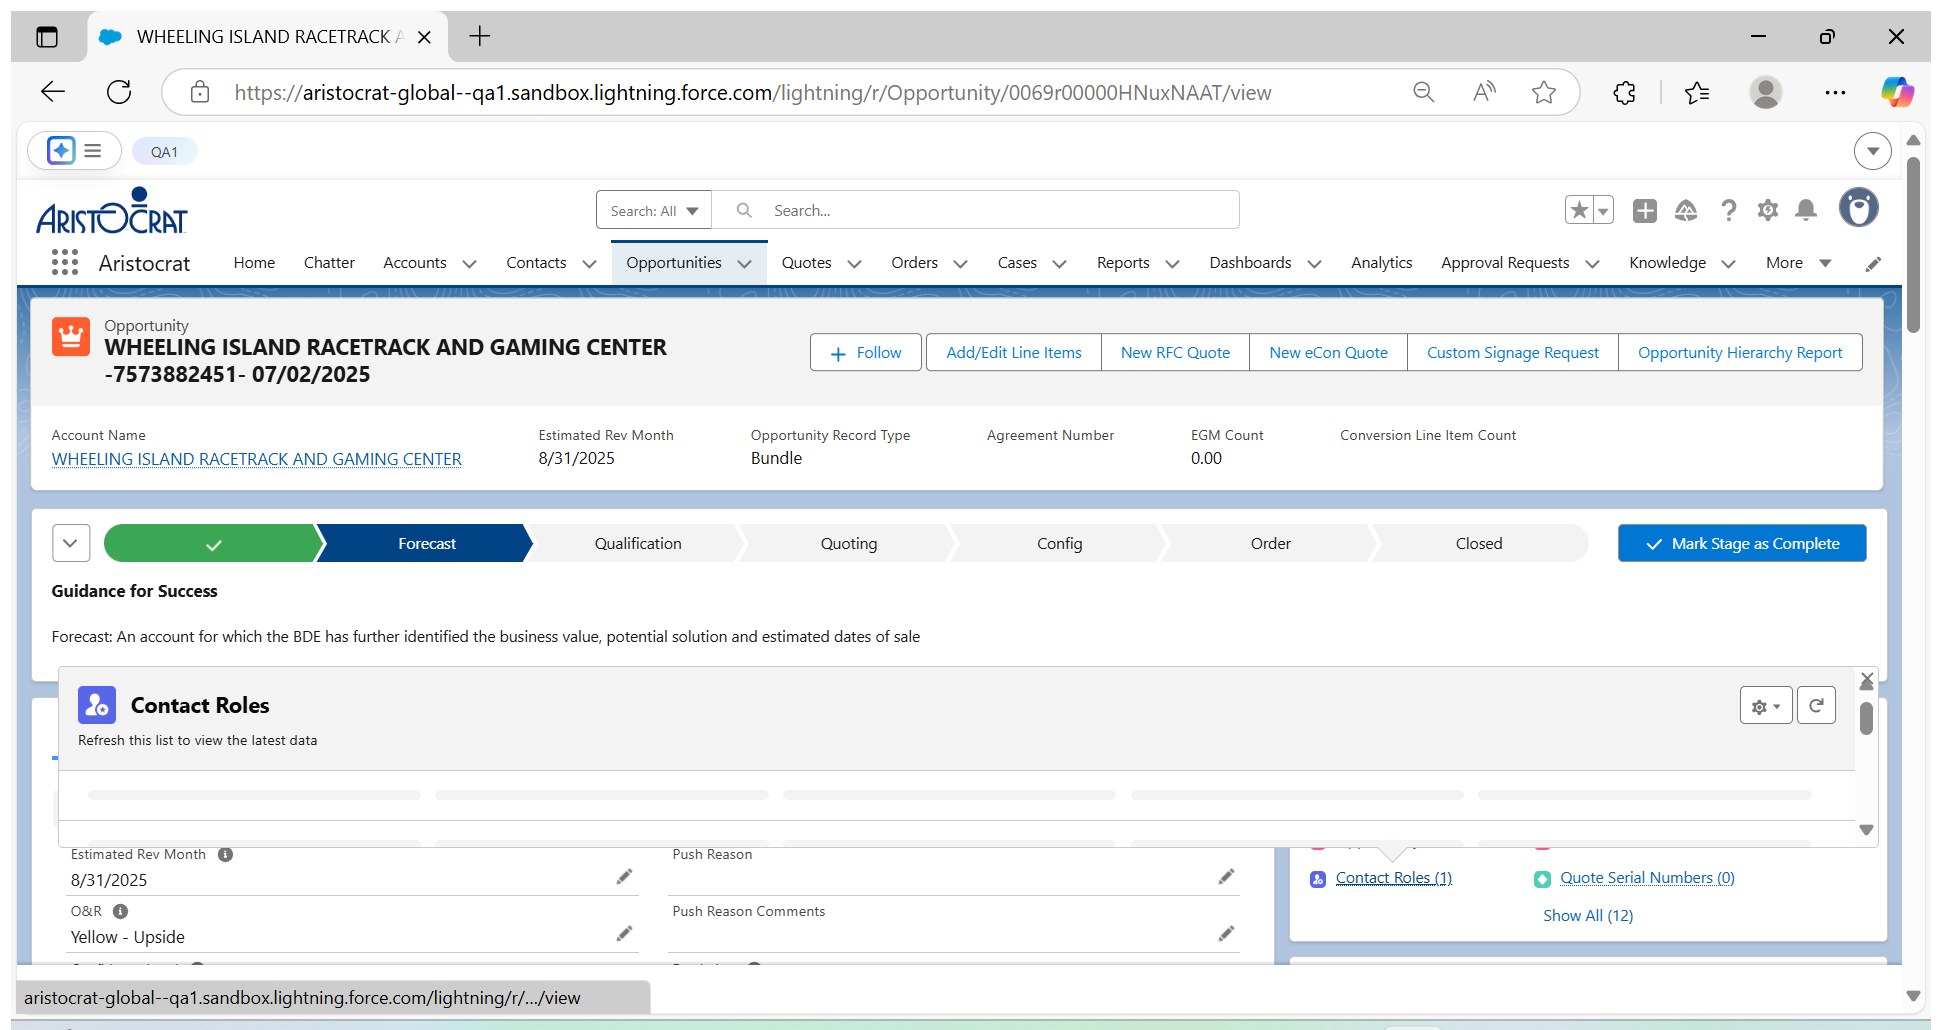 WHEELING ISLAND RACETRACK A
https://aristocrat-global--qa1.sandbox.lightning.force.com/lightning/r/Opportunity/0069r00000HNuxNAAT/view
QA1
ARISTOCRAT
Search: All
Search...
Aristocrat
Home
Chatter
Accounts
Contacts
Opportunities
Quotes
Orders
Cases
Reports
Dashboards
Analytics
Approval Requests
Knowledge
More
Opportunity
WHEELING ISLAND RACETRACK AND GAMING CENTER
-7573882451- 07/02/2025
Follow
Add/Edit Line Items
New RFC Quote
New eCon Quote
Custom Signage Request
Opportunity Hierarchy Report
Account Name
WHEELING ISLAND RACETRACK AND GAMING CENTER
Estimated Rev Month
8/31/2025
Opportunity Record Type
Bundle
Agreement Number
EGM Count
0.00
Conversion Line Item Count
Forecast
Qualification
Quoting
Config
Order
Closed
Mark Stage as Complete
Guidance for Success
Forecast: An account for which the BDE has further identified the business value, potential solution and estimated dates of sale
Contact Roles
Refresh this list to view the latest data
Estimated Rev Month
8/31/2025
Push Reason
O&R
Yellow - Upside
Push Reason Comments
Contact Roles (1)
Quote Serial Numbers (0)
Show All (12)
aristocrat-global--qa1.sandbox.lightning.force.com/lightning/r/.../view